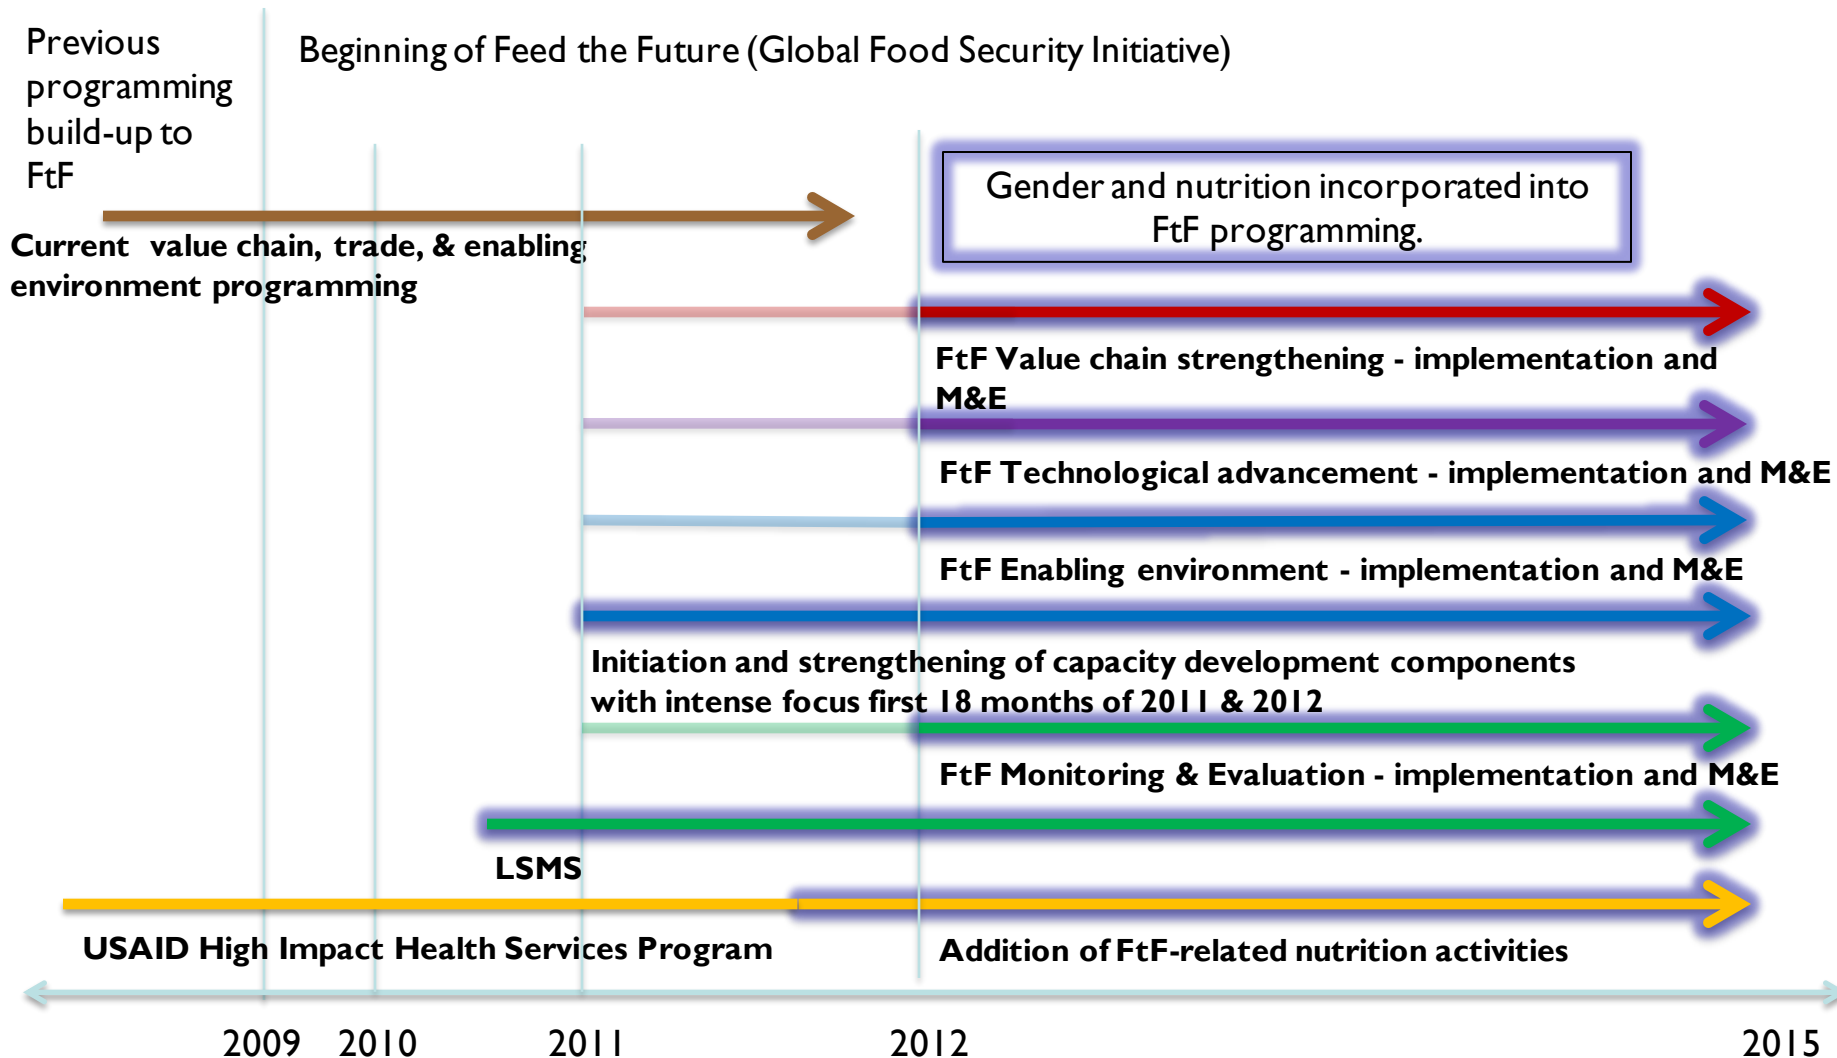 Previous
programming
build-up to
FtF
Beginning of Feed the Future (Global Food Security Initiative)
Gender and nutrition incorporated into
FtF programming.
Current value chain, trade, & enabling
environment programming
FtF Value chain strengthening - implementation and
M&E
FtF Technological advancement - implementation and M&E
FtF Enabling environment - implementation and M&E
Initiation and strengthening of capacity development components
with intense focus first 18 months of 2011 & 2012
FtF Monitoring & Evaluation - implementation and M&E
LSMS
USAID High Impact Health Services Program
Addition of FtF-related nutrition activities
2009 2010 2011 2012 2015